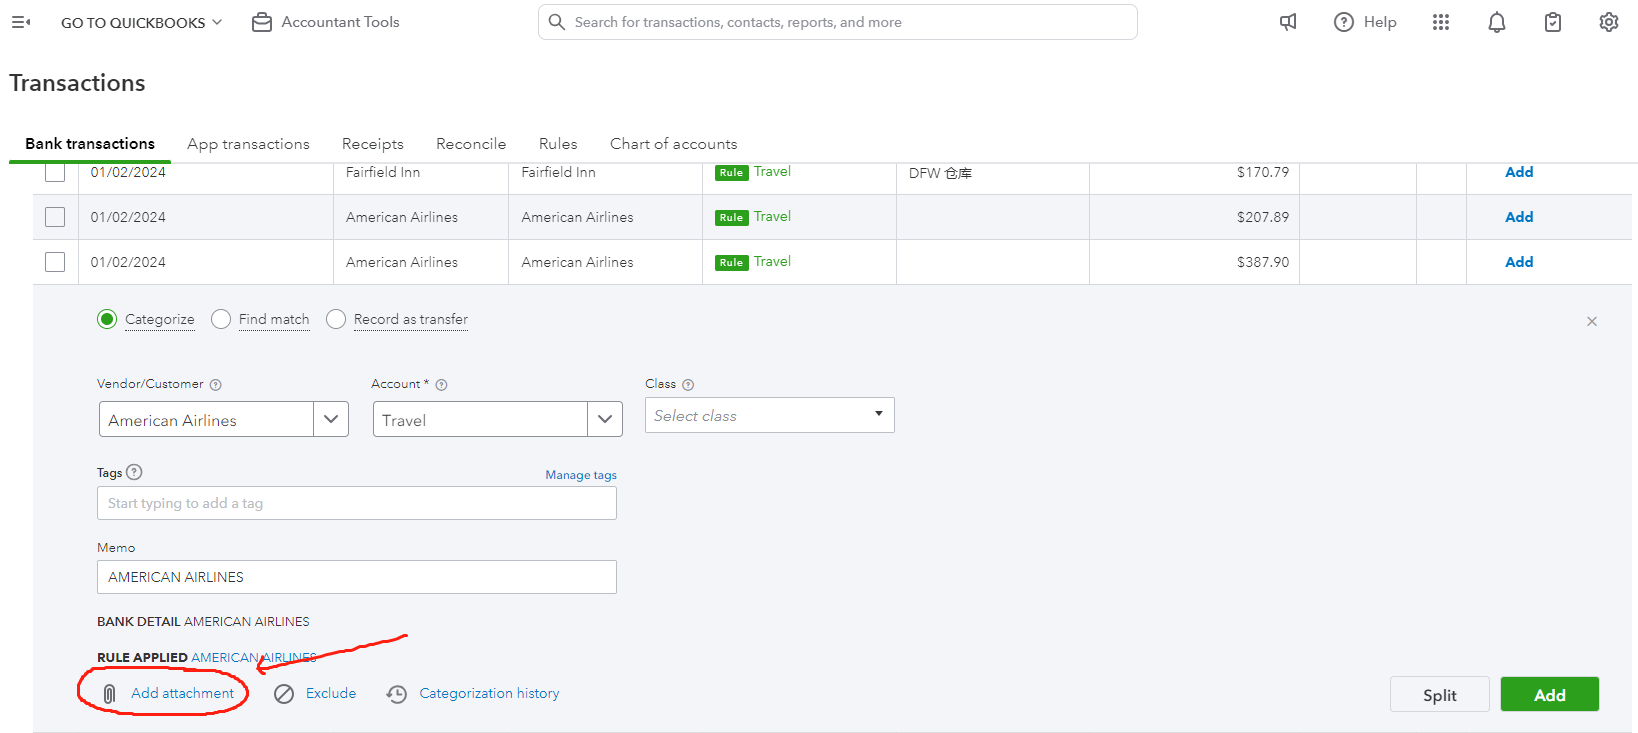 GO TO QUICKBOOKS Accountant Tools Search for transactions, contacts, reports, and more Help
Transactions
Bank transactions App transactions Receipts Reconcile Rules Chart of accounts
01/02/2024 Fairfield Inn Fairfield Inn Rule Travel DFW 仓库 $170.79 Add
01/02/2024 American Airlines American Airlines Rule Travel $207.89 Add
01/02/2024 American Airlines American Airlines Rule Travel $387.90 Add
Categorize Find match Record as transfer
Vendor/Customer Account * Class
American Airlines Travel Select class
Tags Manage tags
Start typing to add a tag
Memo
AMERICAN AIRLINES
BANK DETAIL AMERICAN AIRLINES
RULE APPLIED AMERICAN AIRLINES
Add attachment Exclude Categorization history Split Add